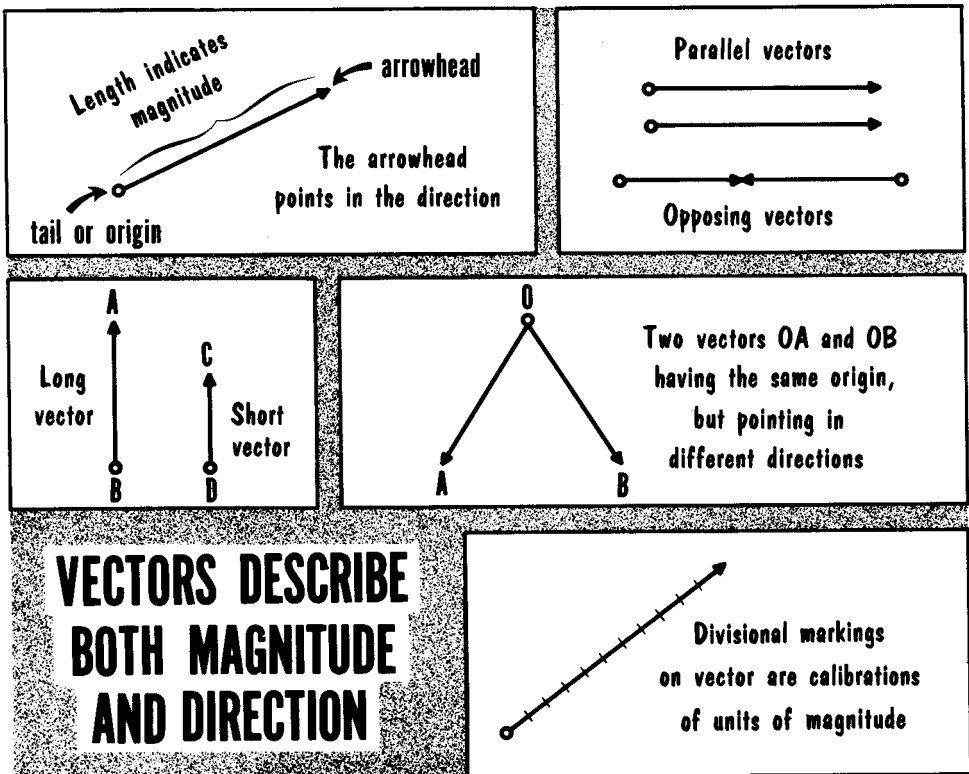 Length indicates
magnitude
arrowhead
The arrowhead
points in the direction
tail or origin
Parallel vectors
Opposing vectors
A
Long
vector
B
C
Short
vector
D
O
A
B
Two vectors OA and OB
having the same origin,
but pointing in
different directions
VECTORS DESCRIBE
BOTH MAGNITUDE
AND DIRECTION
Divisional markings
on vector are calibrations
of units of magnitude